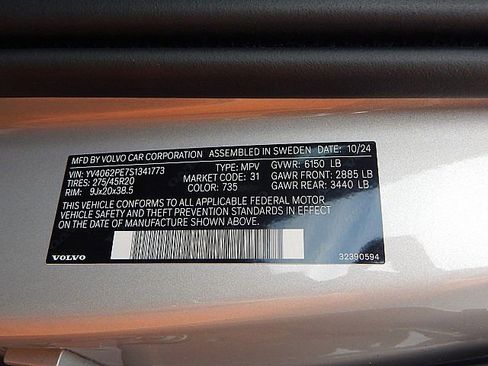 MFD BY VOLVO CAR CORPORATION ASSEMBLED IN SWEDEN DATE: 10/24
VIN: YV4062PE7S1341773 TYPE: MPV GVWR: 6150 LB
TIRES: 275/45R20 MARKET CODE: 31 GAWR FRONT: 2885 LB
RIM: 9Jx20x38.5 COLOR: 735 GAWR REAR: 3440 LB
THIS VEHICLE CONFORMS TO ALL APPLICABLE FEDERAL MOTOR
VEHICLE SAFETY AND THEFT PREVENTION STANDARDS IN EFFECT
ON THE DATE OF MANUFACTURE SHOWN ABOVE.
VOLVO 32390594